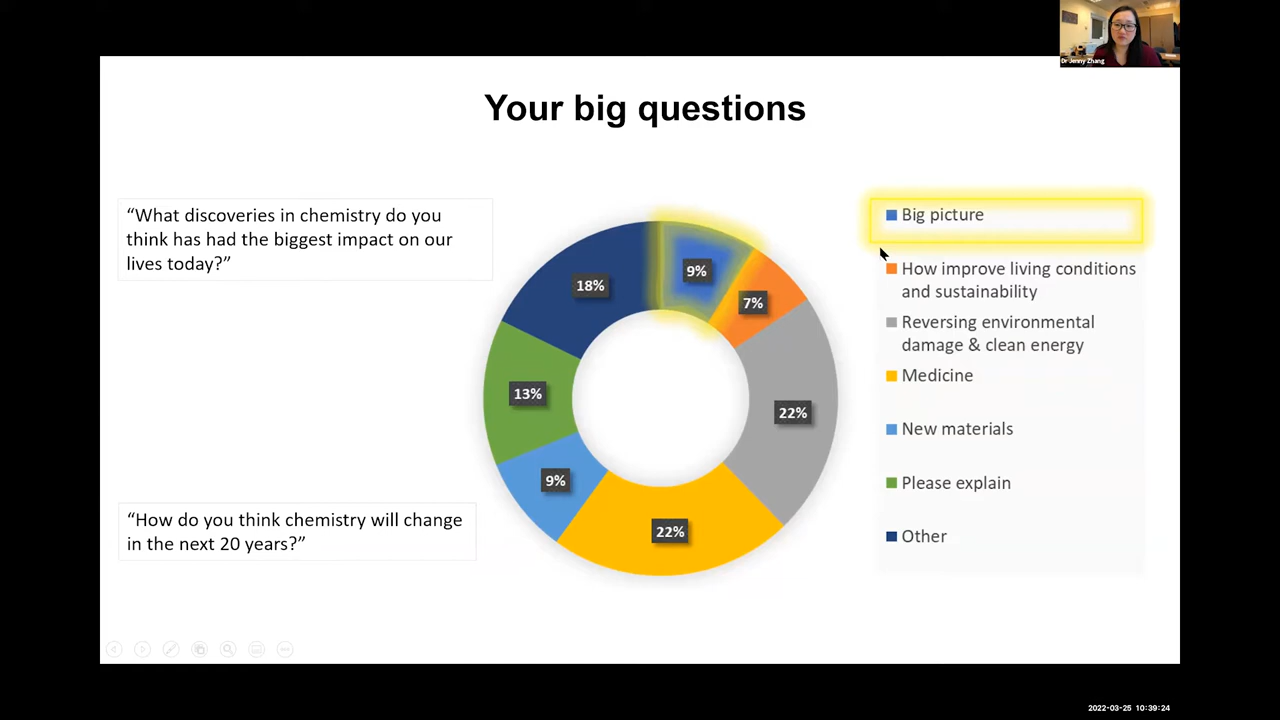 Dr Jenny Zhang
Your big questions
“What discoveries in chemistry do you
think has had the biggest impact on our
lives today?”
“How do you think chemistry will change
in the next 20 years?”
9%
7%
22%
22%
9%
13%
18%
Big picture
How improve living conditions
and sustainability
Reversing environmental
damage & clean energy
Medicine
New materials
Please explain
Other
2022-03-25 10:39:24